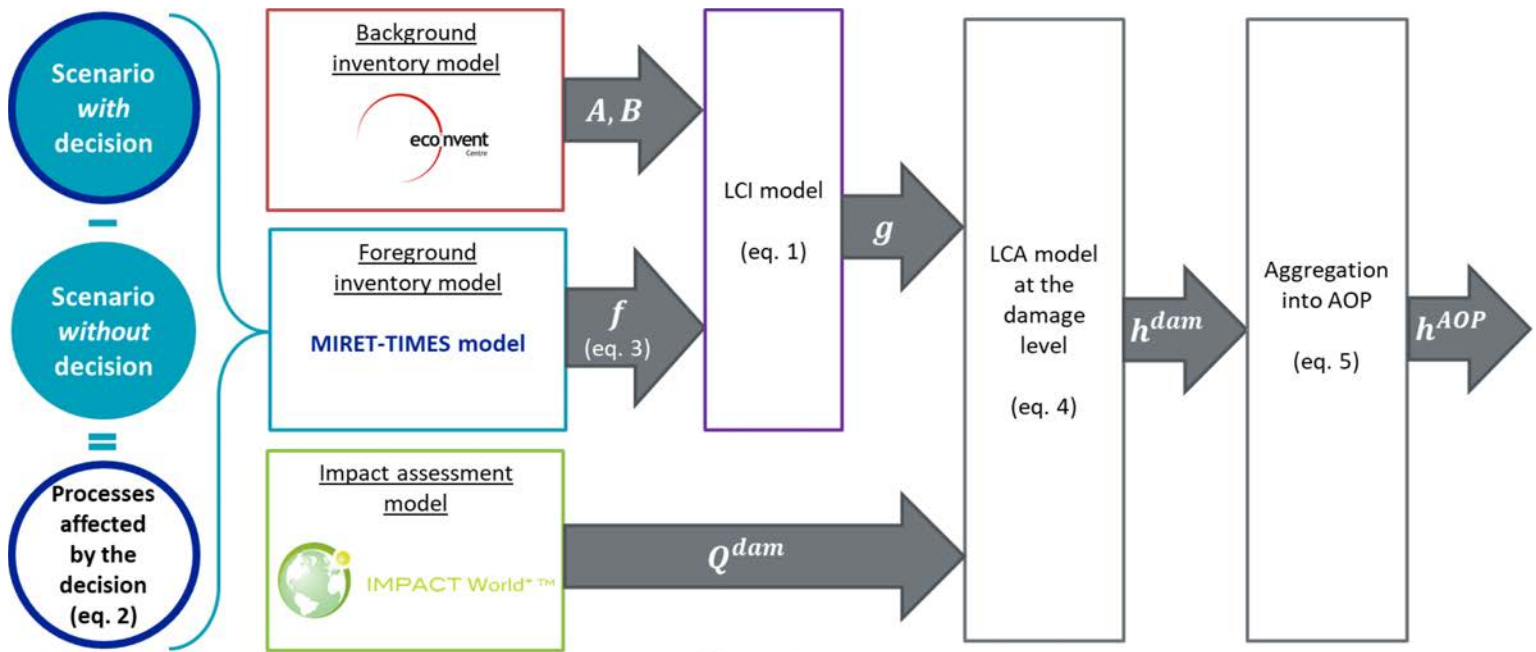 Scenario
with
decision
Scenario
without
decision
Processes
affected
by the
decision
(eq. 2)
Background
inventory model
ecoinvent
Centre
Foreground
inventory model
MIRET-TIMES model
Impact assessment
model
IMPACT World+ ™
A, B
f
(eq. 3)
Q^dam
LCI model
(eq. 1)
g
LCA model
at the
damage
level
(eq. 4)
h^dam
Aggregation
into AOP
(eq. 5)
h^AOP